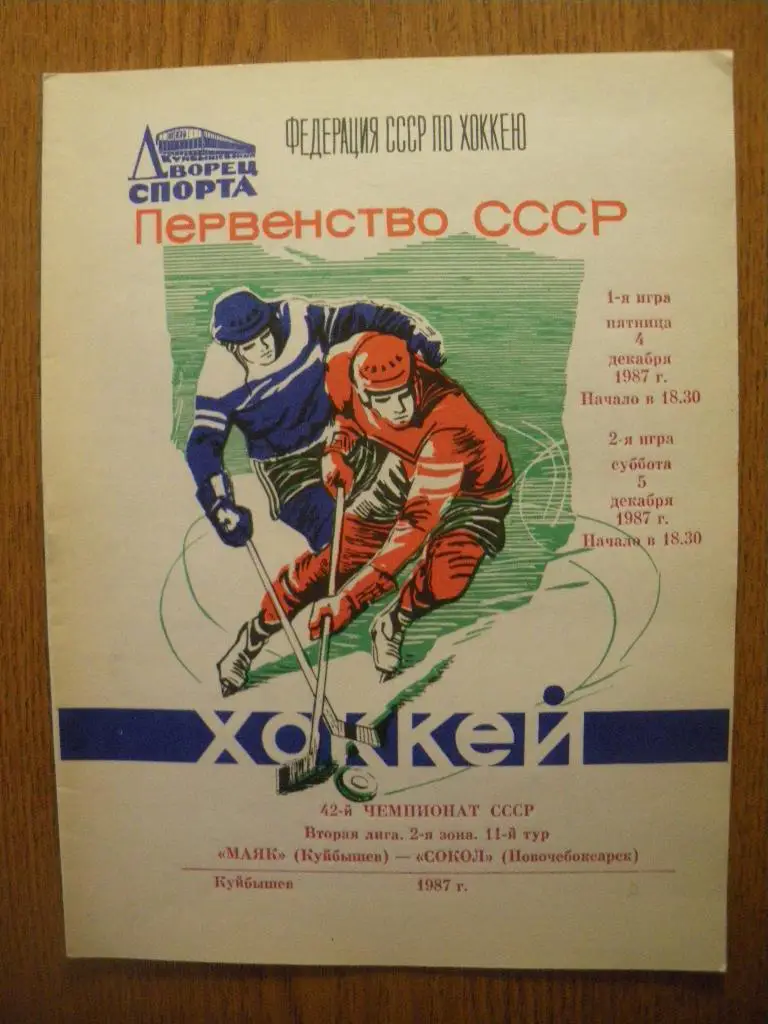 КУЙБЫШЕВСКИЙ
ДВОРЕЦ
СПОРТА
ФЕДЕРАЦИЯ СССР ПО ХОККЕЮ
Первенство СССР
1-я игра
пятница
4
декабря
1987 г.
Начало в 18.30
2-я игра
суббота
5
декабря
1987 г.
Начало в 18.30
хоккей
42-й ЧЕМПИОНАТ СССР
Вторая лига. 2-я зона. 11-й тур
«МАЯК» (Куйбышев) — «СОКОЛ» (Новочебоксарск)
Куйбышев 1987 г.